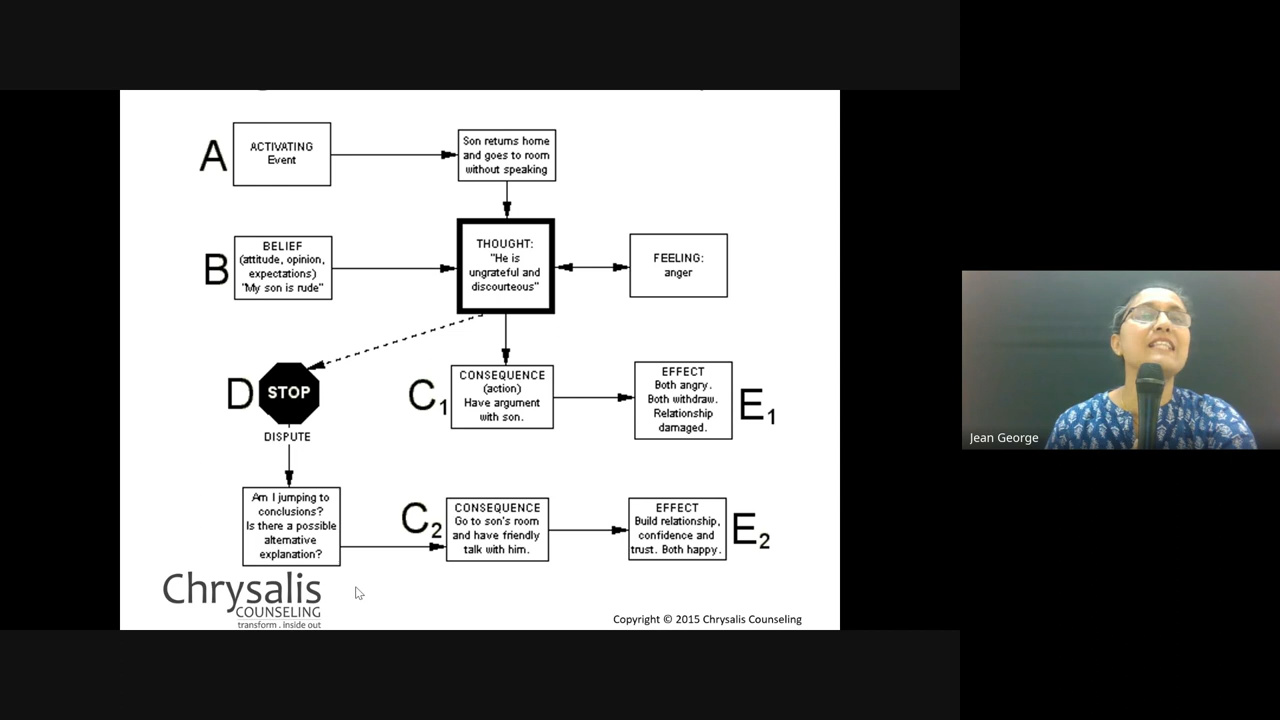 A
ACTIVATING
Event
Son returns home
and goes to room
without speaking
B
BELIEF
(attitude, opinion,
expectations)
"My son is rude"
THOUGHT:
"He is
ungrateful and
discourteous"
FEELING:
anger
D
STOP
DISPUTE
C1
CONSEQUENCE
(action)
Have argument
with son.
EFFECT
Both angry.
Both withdraw.
Relationship
damaged.
E1
Am I jumping to
conclusions?
Is there a possible
alternative
explanation?
C2
CONSEQUENCE
Go to son's room
and have friendly
talk with him.
EFFECT
Build relationship,
confidence and
trust. Both happy.
E2
Chrysalis
COUNSELING
transform . inside out
Copyright © 2015 Chrysalis Counseling
Jean George